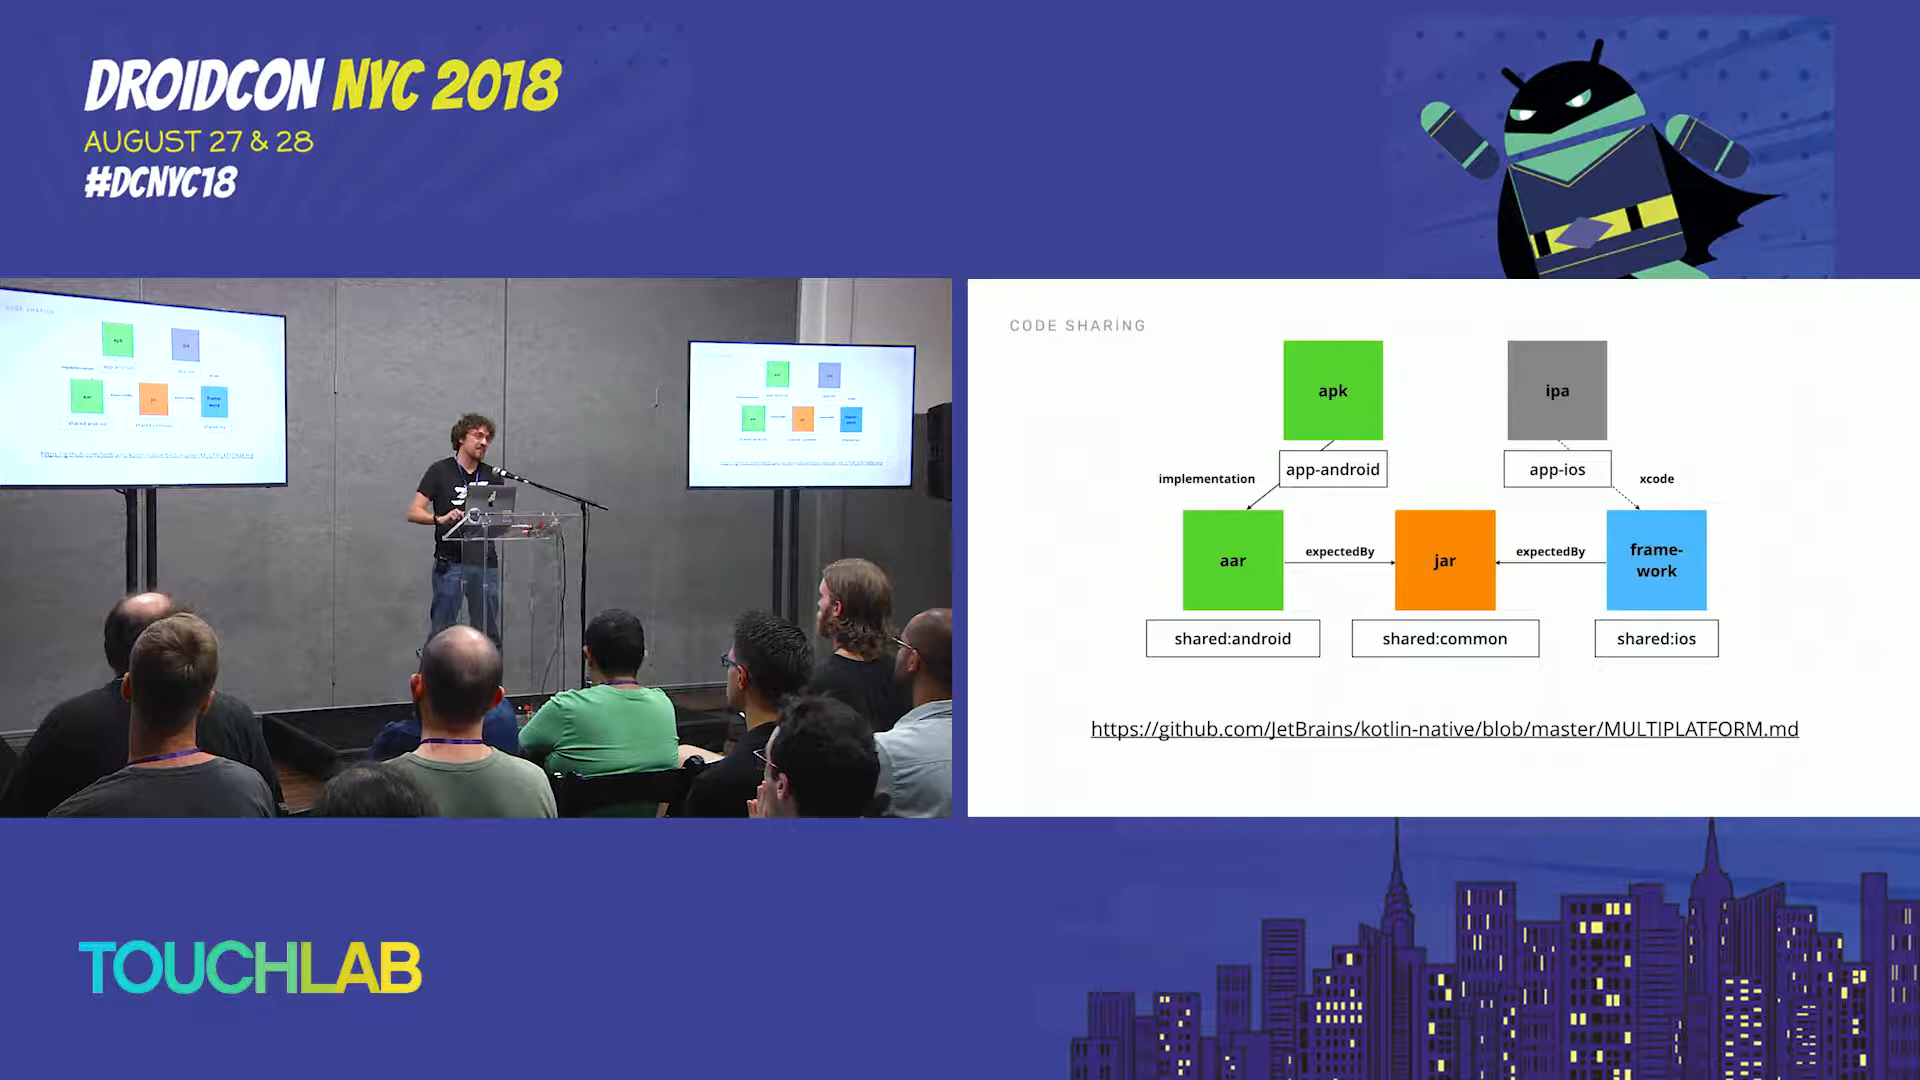 DROIDCON NYC 2018
AUGUST 27 & 28
#DCNYC18
CODE SHARING
apk
ipa
app-android
app-ios
implementation
xcode
aar
expectedBy
jar
expectedBy
frame-
work
shared:android
shared:common
shared:ios
https://github.com/JetBrains/kotlin-native/blob/master/MULTIPLATFORM.md
TOUCHLAB